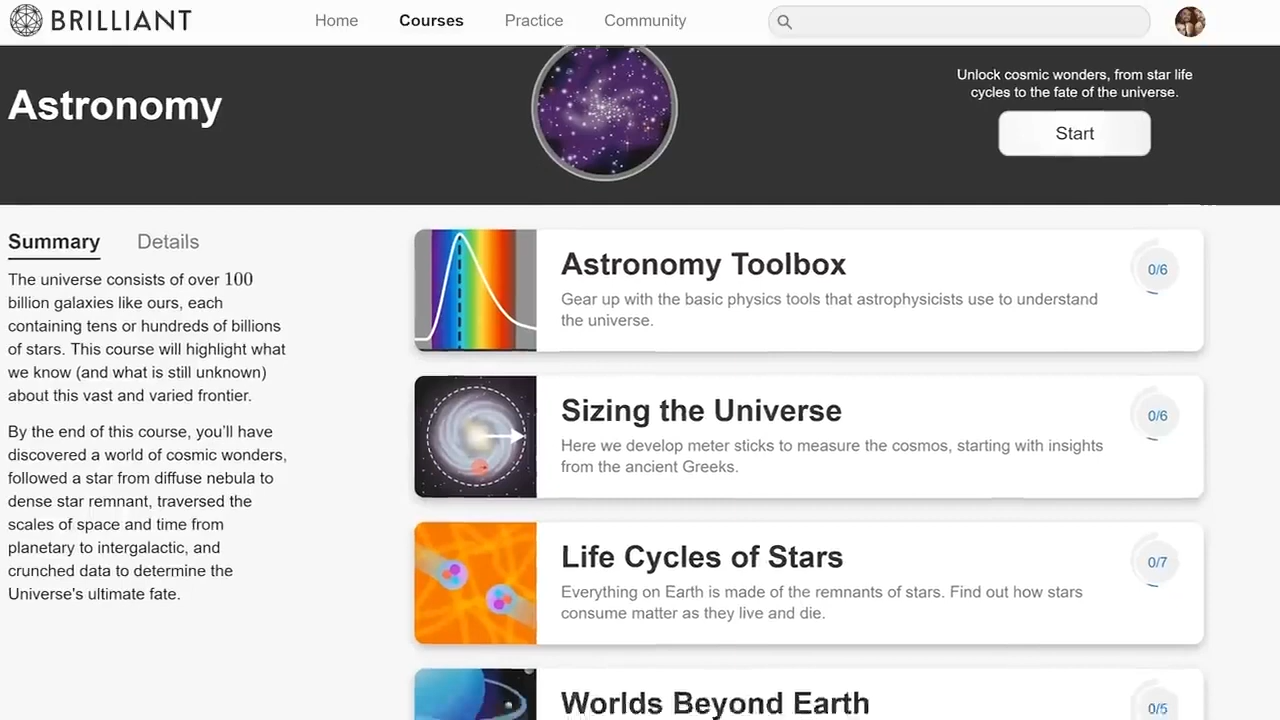 BRILLIANT
Home Courses Practice Community
Astronomy
Unlock cosmic wonders, from star life
cycles to the fate of the universe.
Start
Summary Details
The universe consists of over 100
billion galaxies like ours, each
containing tens or hundreds of billions
of stars. This course will highlight what
we know (and what is still unknown)
about this vast and varied frontier.
By the end of this course, you'll have
discovered a world of cosmic wonders,
followed a star from diffuse nebula to
dense star remnant, traversed the
scales of space and time from
planetary to intergalactic, and
crunched data to determine the
Universe's ultimate fate.
Astronomy Toolbox
Gear up with the basic physics tools that astrophysicists use to understand
the universe.
0/6
Sizing the Universe
Here we develop meter sticks to measure the cosmos, starting with insights
from the ancient Greeks.
0/6
Life Cycles of Stars
Everything on Earth is made of the remnants of stars. Find out how stars
consume matter as they live and die.
0/7
Worlds Beyond Earth
0/5